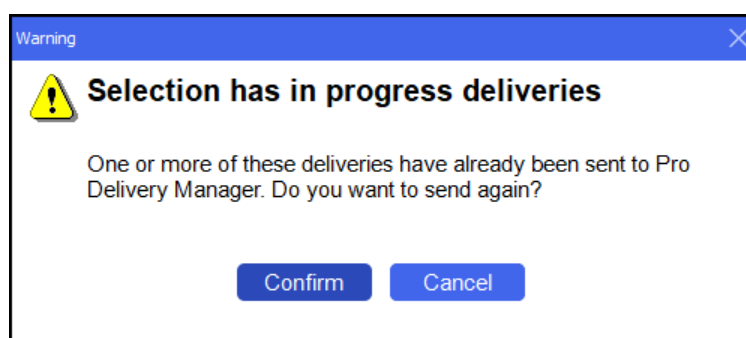 Warning
Selection has in progress deliveries
One or more of these deliveries have already been sent to Pro
Delivery Manager. Do you want to send again?
Confirm Cancel